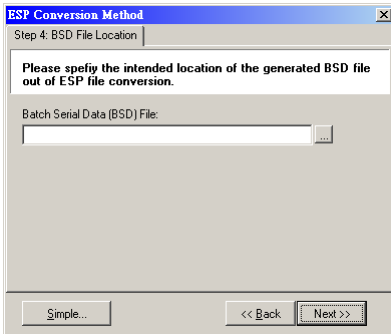 ESP Conversion Method
Step 4: BSD File Location
Please spefiy the intended location of the generated BSD file
out of ESP file conversion.
Batch Serial Data (BSD) File:
...
Simple...
<< Back
Next >>